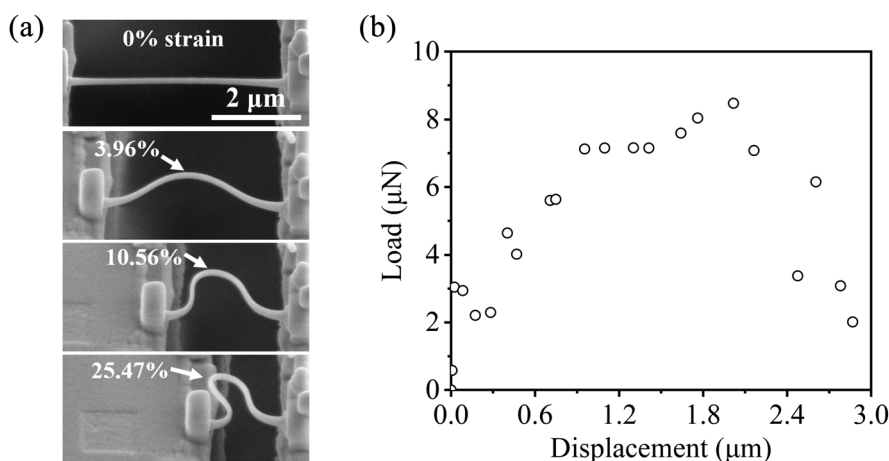 (a)
0% strain
2 μm
3.96%
10.56%
25.47%
(b)
10
8
6
4
2
0
Load (μN)
0.0
0.6
1.2
1.8
2.4
3.0
Displacement (μm)